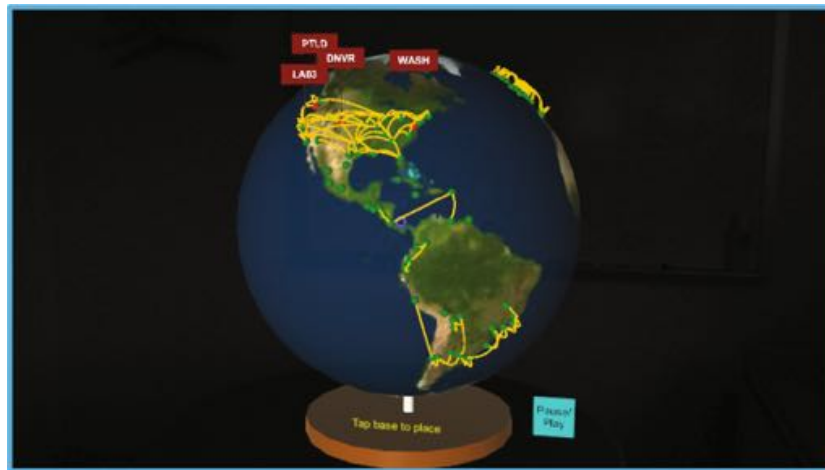 PTLD
DNVR
WASH
LA03
Tap base to place
Pause/
Play